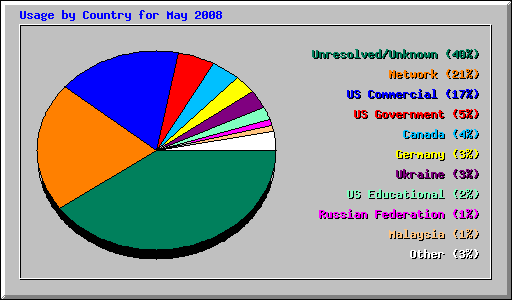 Usage by Country for May 2008
Unresolved/Unknown (40%)
Network (21%)
US Commercial (17%)
US Government (5%)
Canada (4%)
Germany (3%)
Ukraine (3%)
US Educational (2%)
Russian Federation (1%)
Malaysia (1%)
Other (3%)